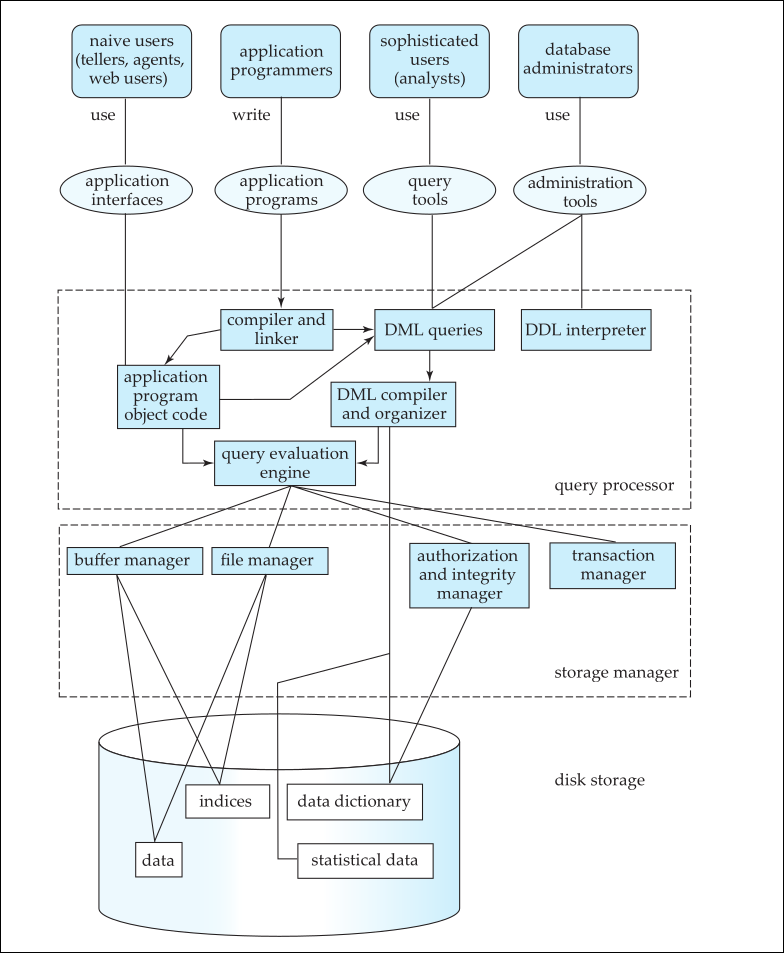 naive users
(tellers, agents,
web users)
application
programmers
sophisticated
users
(analysts)
database
administrators
use
write
use
use
application
interfaces
application
programs
query
tools
administration
tools
compiler and
linker
DML queries
DDL interpreter
application
program
object code
DML compiler
and organizer
query evaluation
engine
query processor
buffer manager
file manager
authorization
and integrity
manager
transaction
manager
storage manager
disk storage
indices
data dictionary
data
statistical data